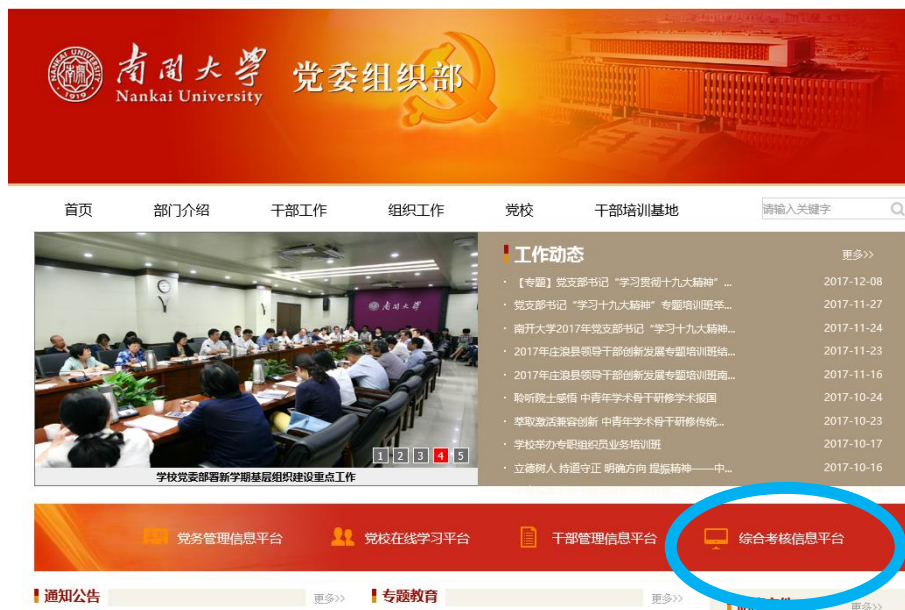 南開大學 党委组织部
Nankai University
首页 部门介绍 干部工作 组织工作 党校 干部培训基地 请输入关键字
工作动态 更多>>
·【专题】党支部书记“学习贯彻十九大精神”... 2017-12-08
· 党支部书记“学习十九大精神”专题培训班举... 2017-11-27
· 南开大学2017年党支部书记“学习十九大精神... 2017-11-24
· 2017年庄浪县领导干部创新发展专题培训班结... 2017-11-23
· 2017年庄浪县领导干部创新发展专题培训班南... 2017-11-16
· 聆听院士感悟 中青年学术骨干研修学术报国 2017-10-24
· 萃取激活兼容创新 中青年学术骨干研修传统... 2017-10-23
· 学校举办专职组织员业务培训班 2017-10-17
· 立德树人 持道守正 明确方向 提振精神——中... 2017-10-16
南開大學
1 2 3 4 5
学校党委部署新学期基层组织建设重点工作
党务管理信息平台 党校在线学习平台 干部管理信息平台 综合考核信息平台
通知公告 更多>> 专题教育 更多>> 更多>>